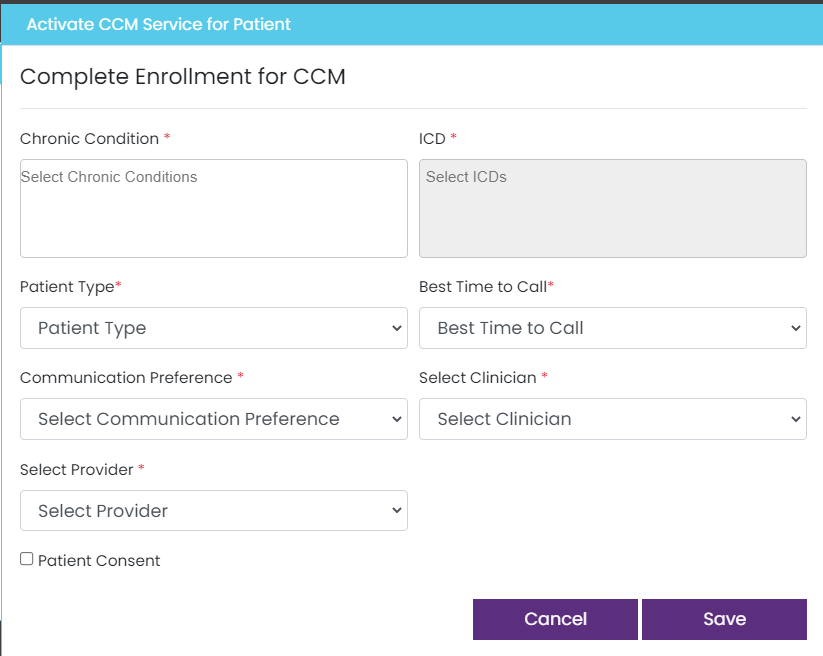 Activate CCM Service for Patient
Complete Enrollment for CCM
Chronic Condition *
ICD *
Select Chronic Conditions
Select ICDs
Patient Type*
Best Time to Call*
Patient Type
Best Time to Call
Communication Preference *
Select Clinician *
Select Communication Preference
Select Clinician
Select Provider *
Select Provider
Patient Consent
Cancel
Save